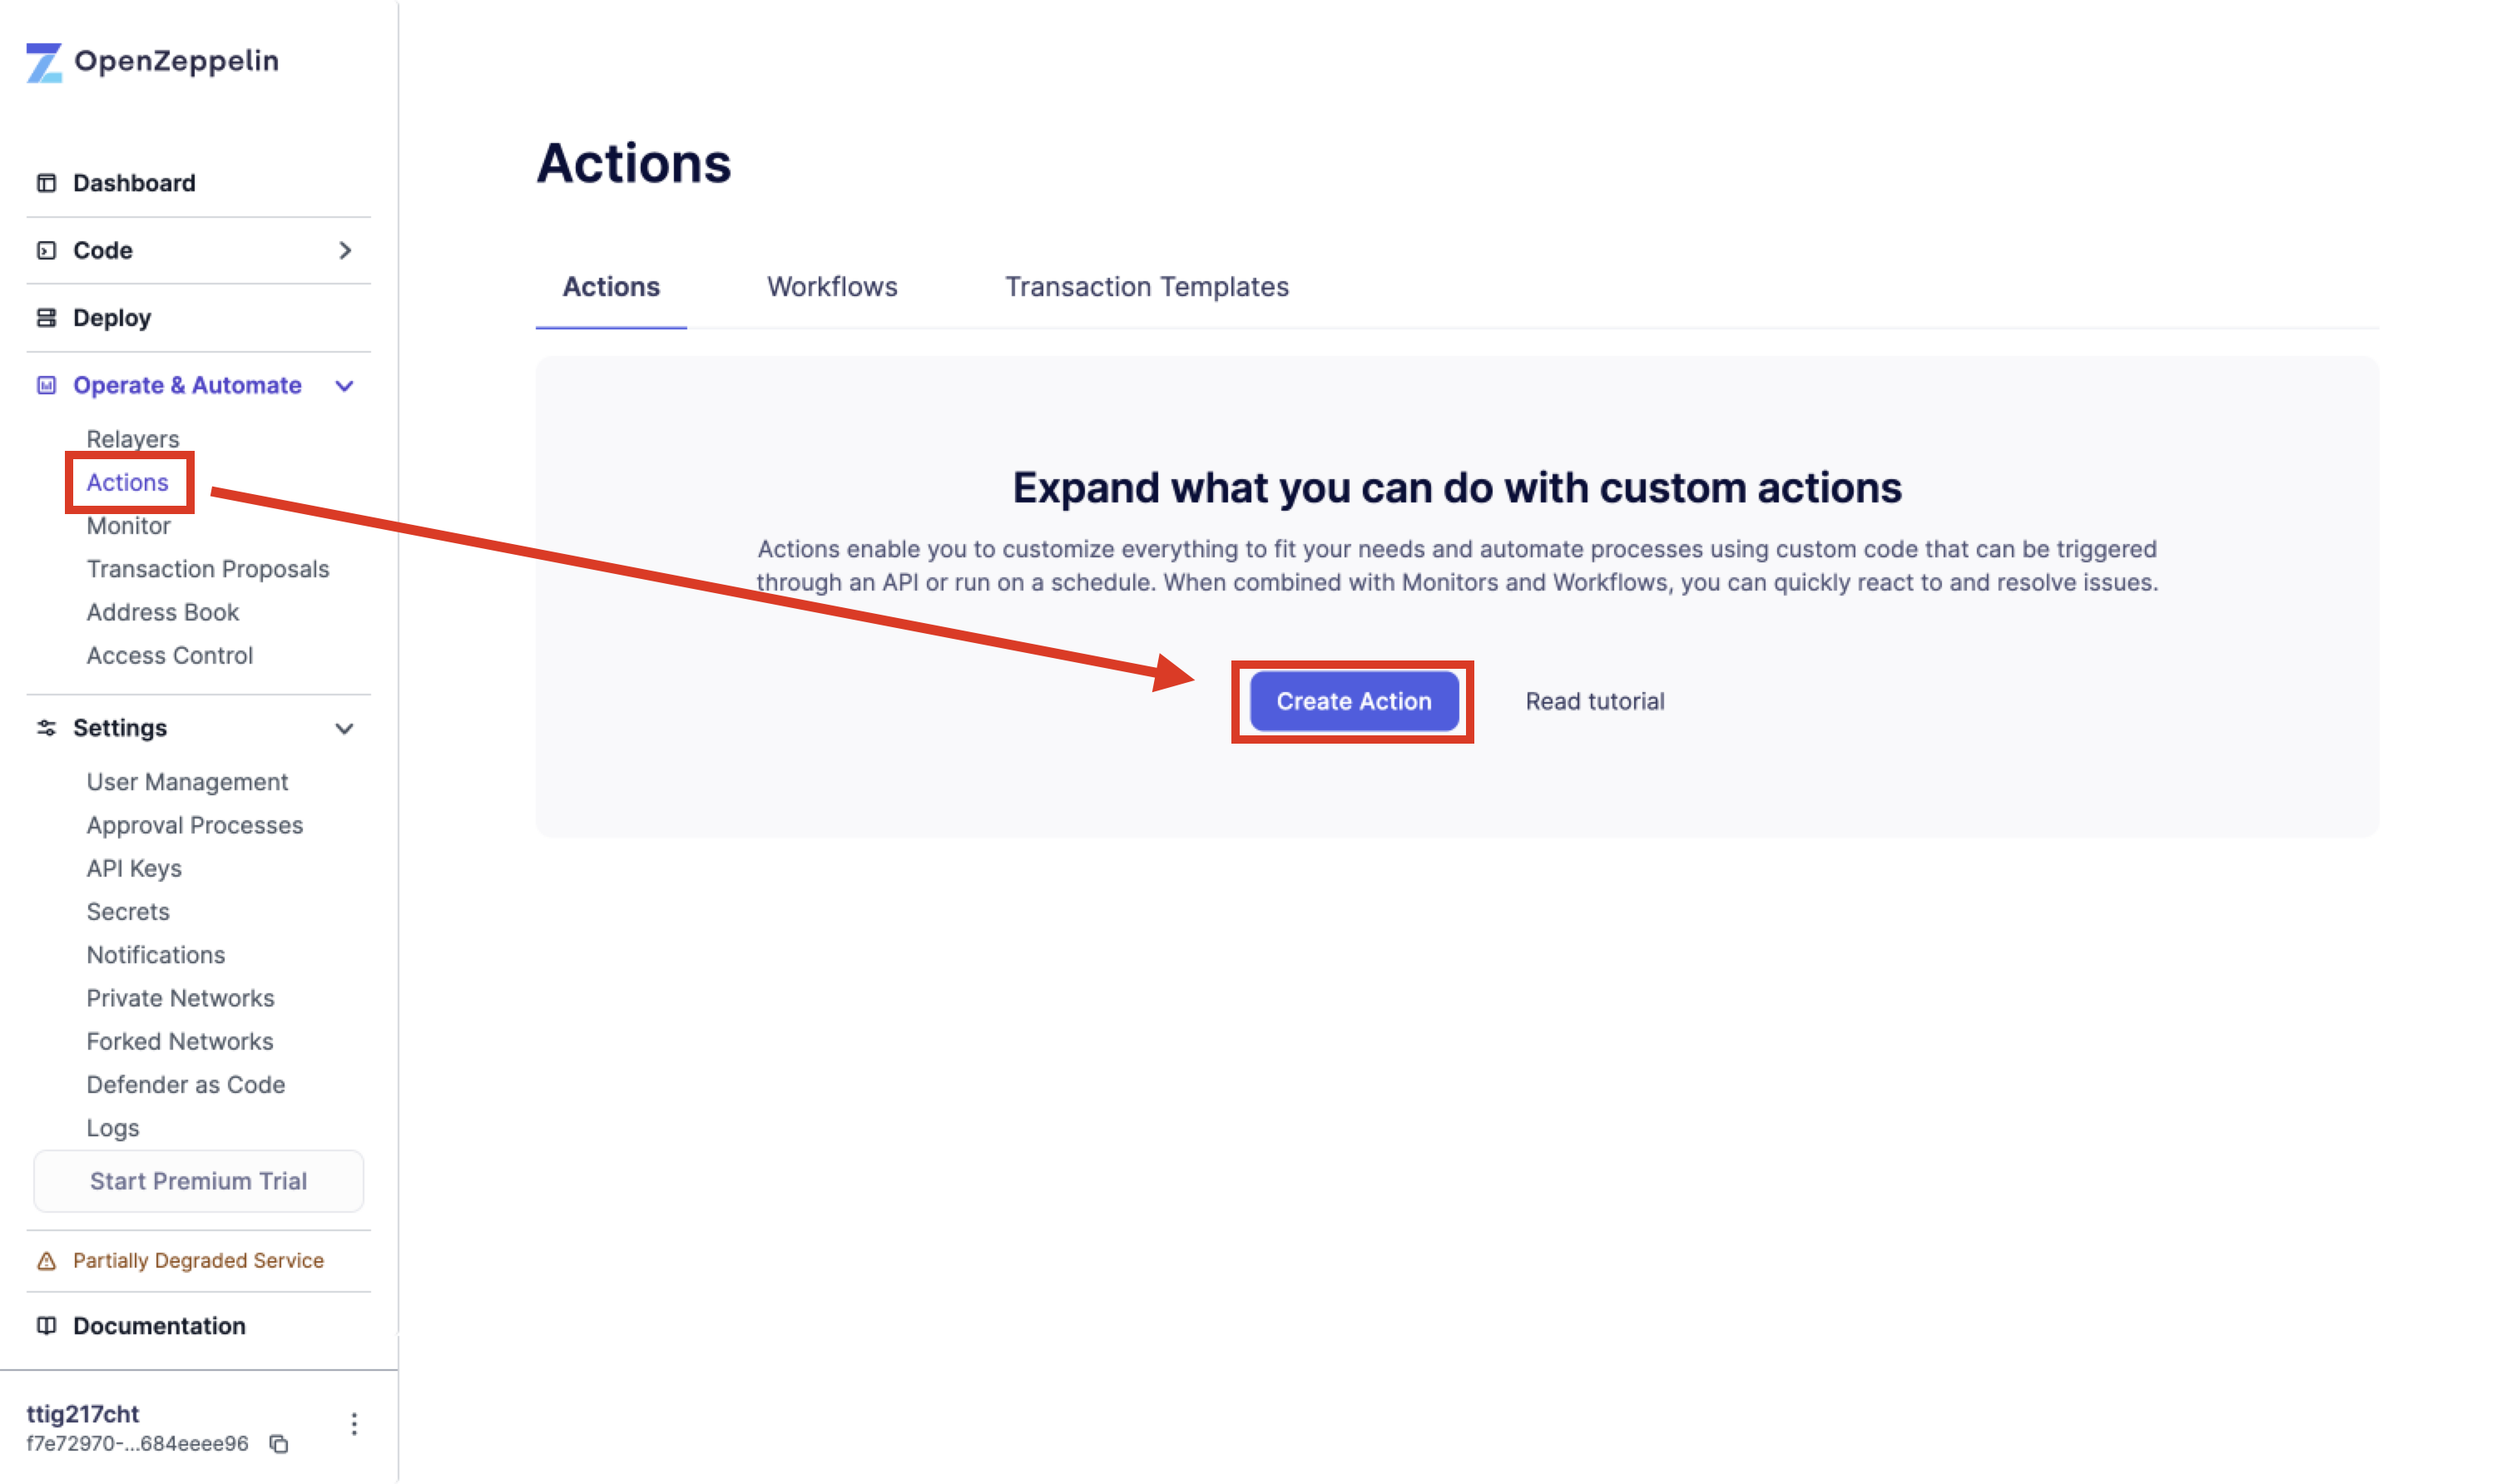 OpenZeppelin
Dashboard
Code
Deploy
Operate & Automate
Relayers
Actions
Monitor
Transaction Proposals
Address Book
Access Control
Settings
User Management
Approval Processes
API Keys
Secrets
Notifications
Private Networks
Forked Networks
Defender as Code
Logs
Start Premium Trial
Partially Degraded Service
Documentation
ttig217cht
f7e72970-...684eeee96
Actions
Actions Workflows Transaction Templates
Expand what you can do with custom actions
Actions enable you to customize everything to fit your needs and automate processes using custom code that can be triggered
through an API or run on a schedule. When combined with Monitors and Workflows, you can quickly react to and resolve issues.
Create Action Read tutorial